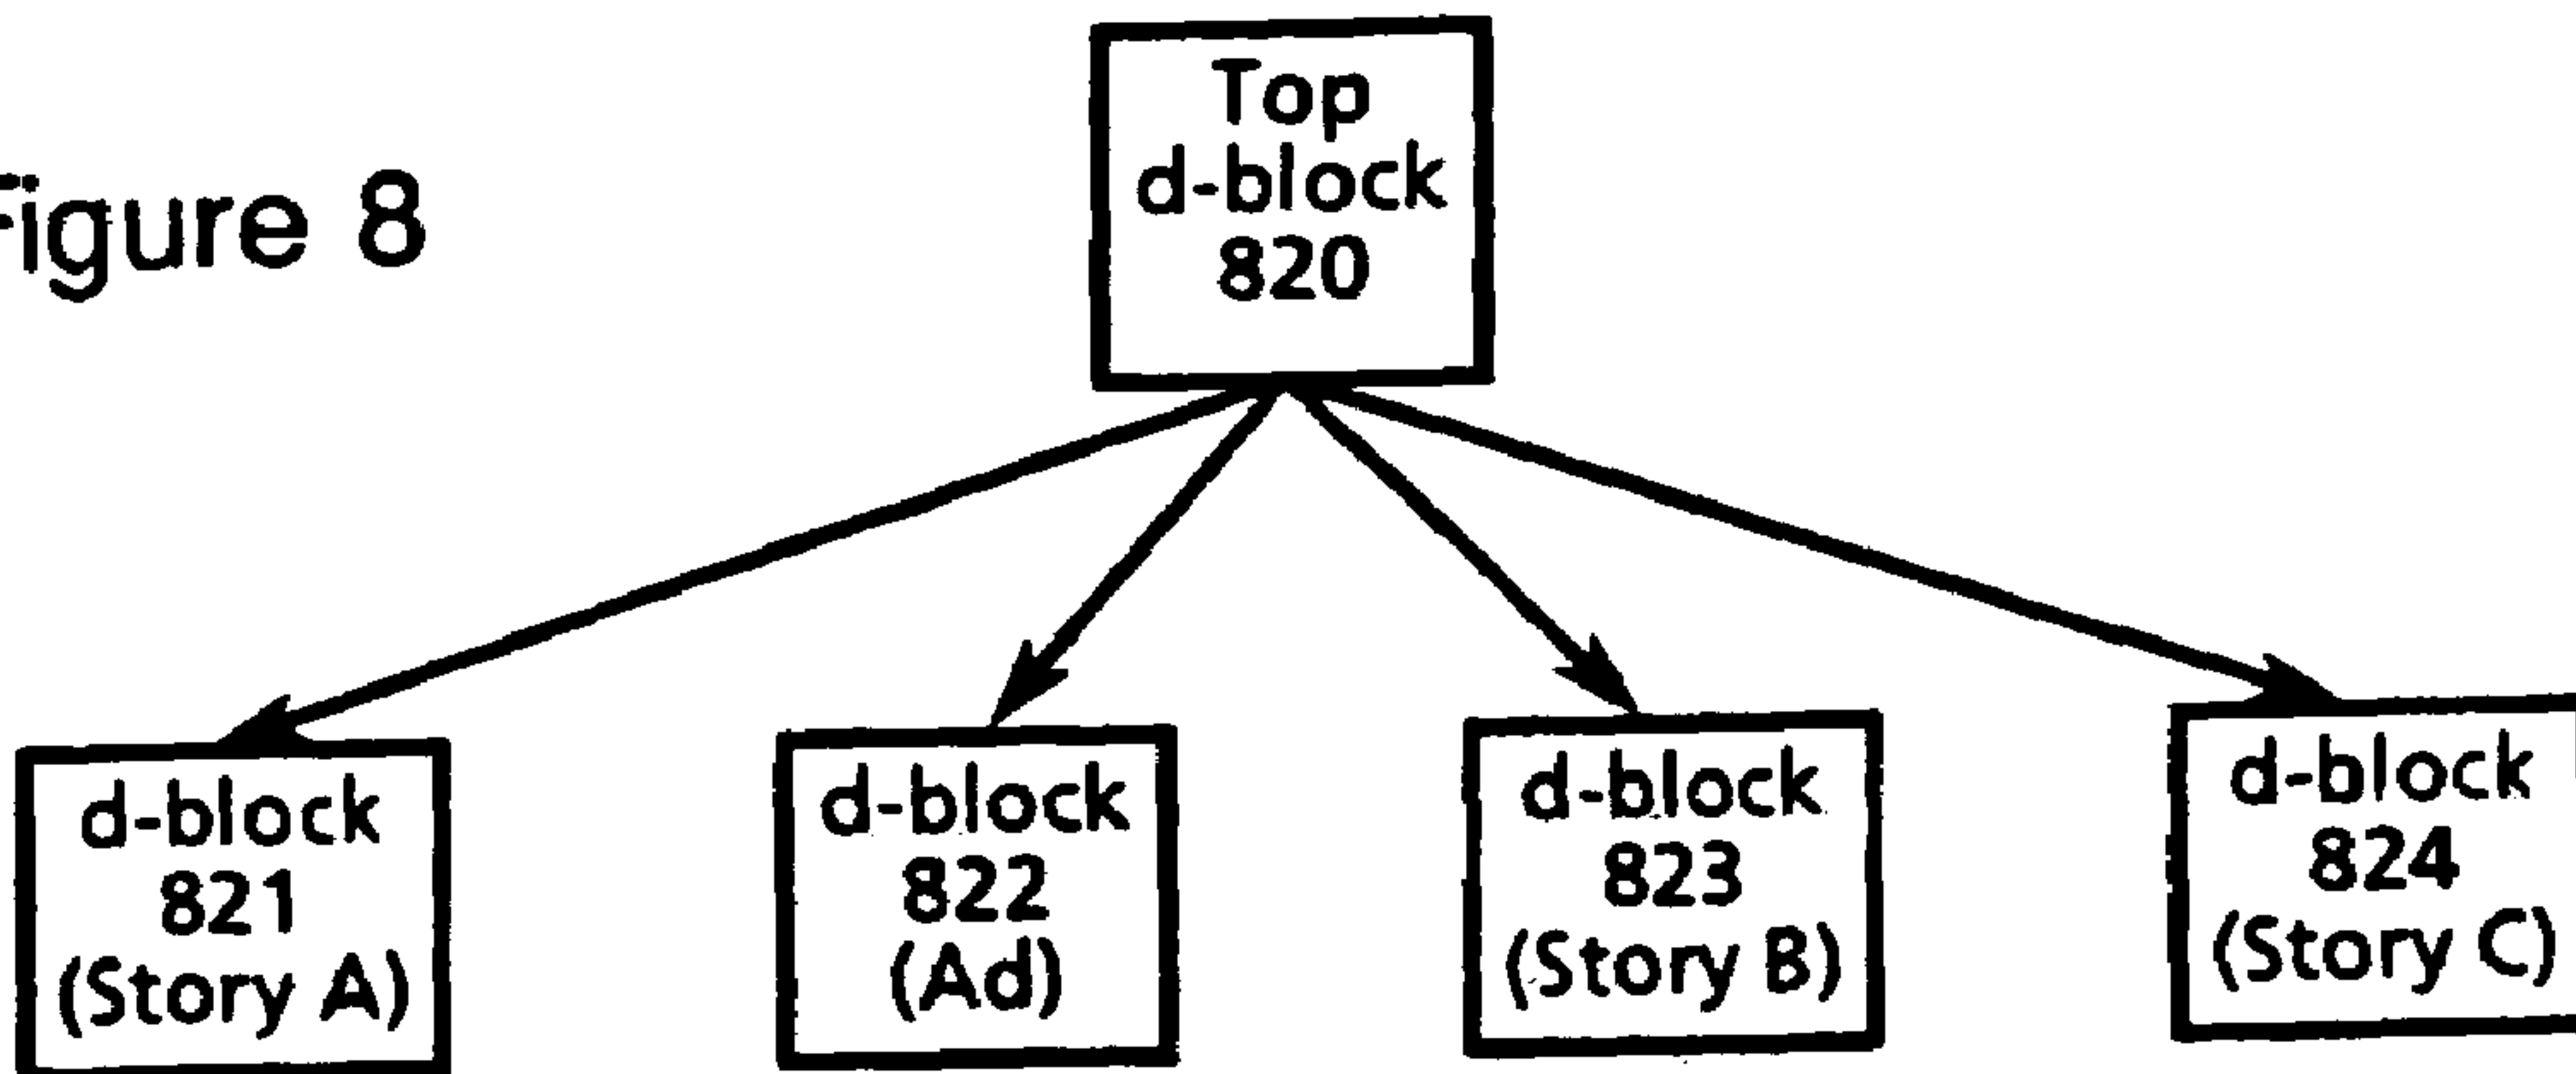 Figure 8
Top
d-block
820
d-block
821
(Story A)
d-block
822
(Ad)
d-block
823
(Story B)
d-block
824
(Story C)